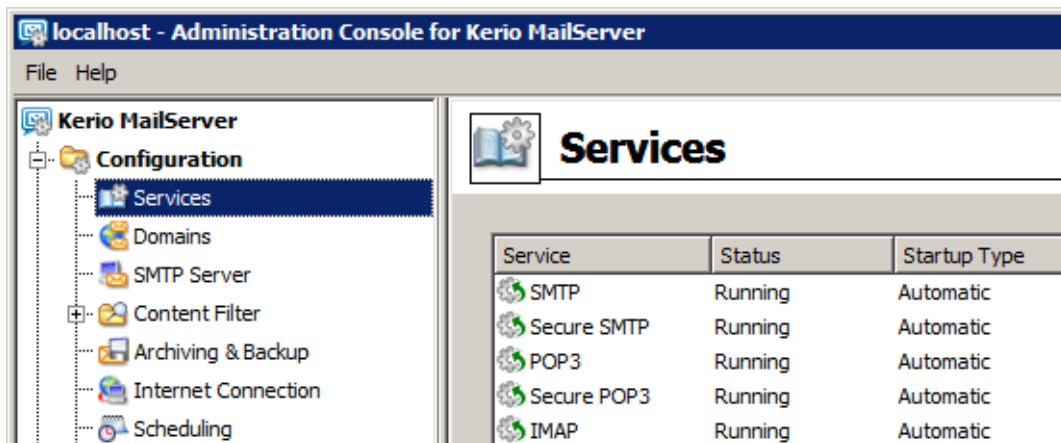 localhost - Administration Console for Kerio MailServer
File Help
Kerio MailServer
Configuration
Services
Domains
SMTP Server
Content Filter
Archiving & Backup
Internet Connection
Scheduling
Services
Service Status Startup Type
SMTP Running Automatic
Secure SMTP Running Automatic
POP3 Running Automatic
Secure POP3 Running Automatic
IMAP Running Automatic